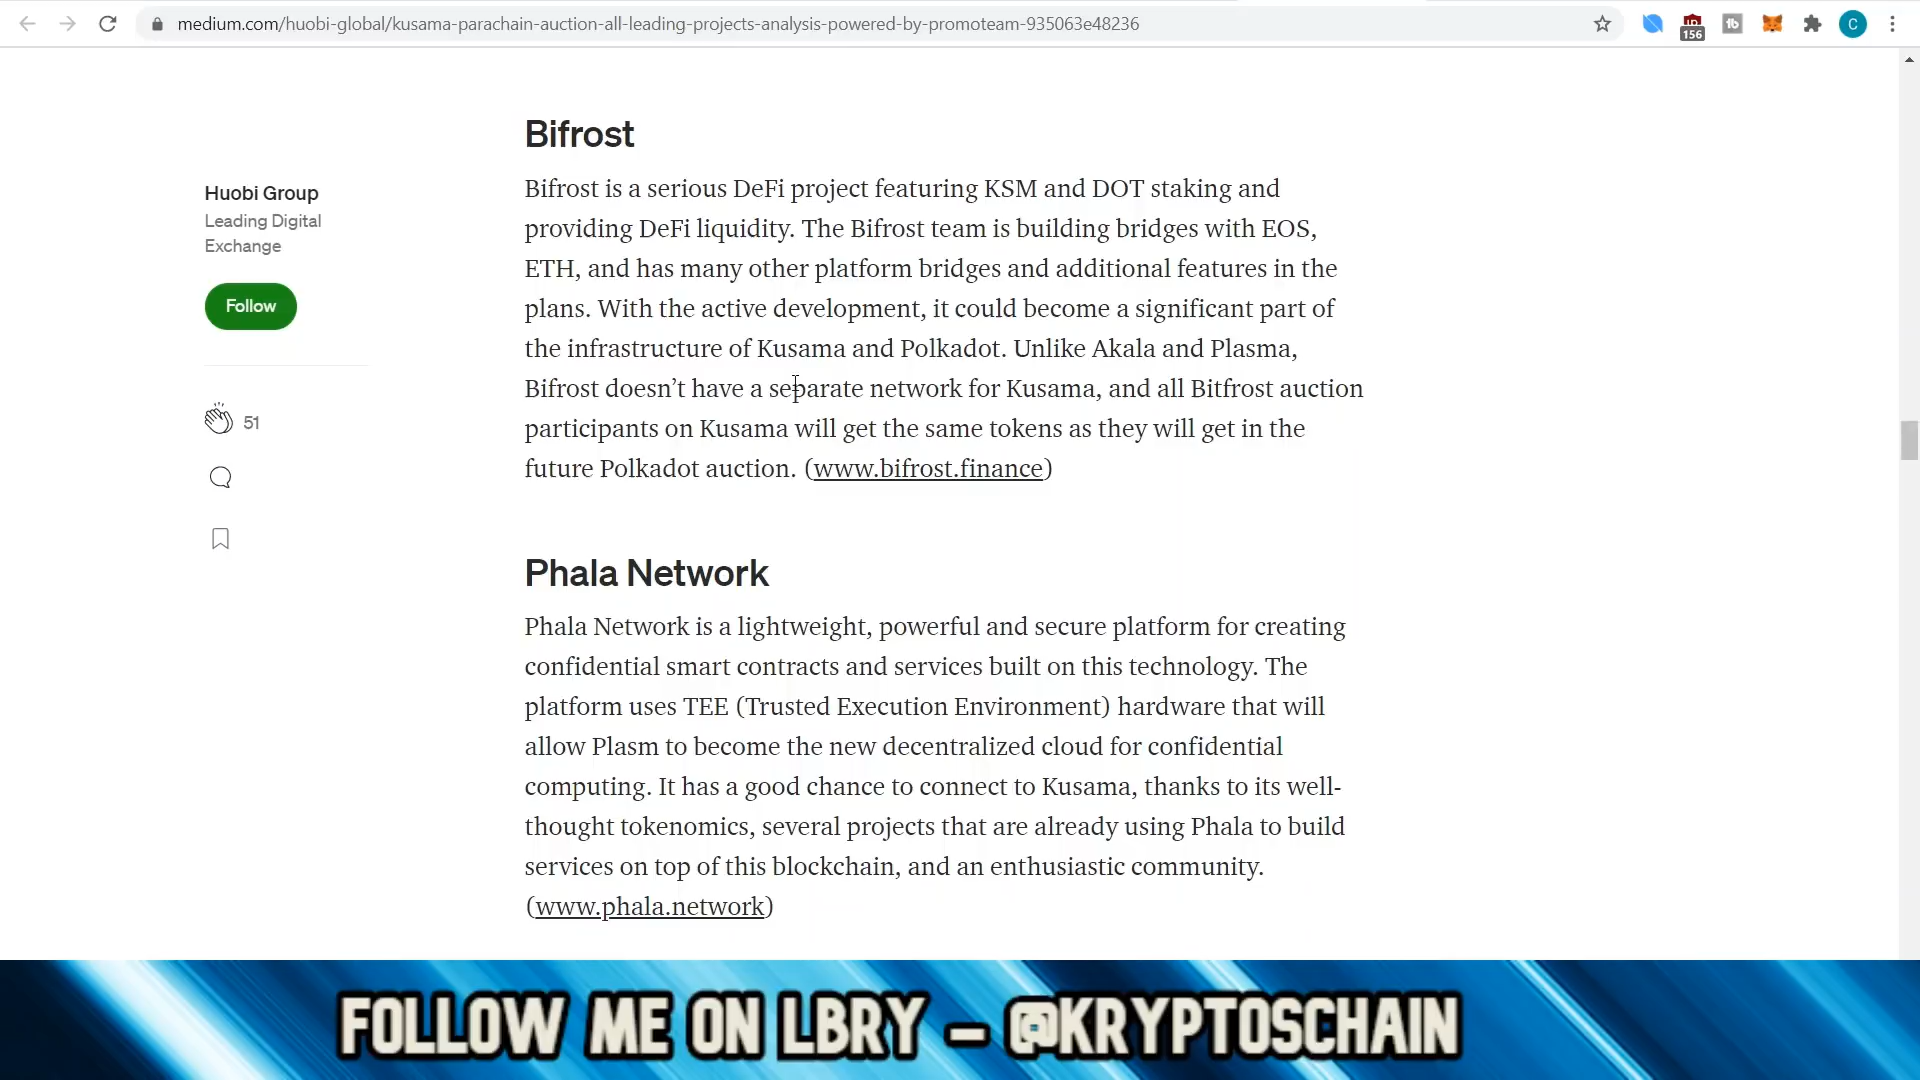 medium.com/huobi-global/kusama-parachain-auction-all-leading-projects-analysis-powered-by-promoteam-935063e48236
156
C
Huobi Group
Leading Digital
Exchange
Follow
51
Bifrost
Bifrost is a serious DeFi project featuring KSM and DOT staking and
providing DeFi liquidity. The Bifrost team is building bridges with EOS,
ETH, and has many other platform bridges and additional features in the
plans. With the active development, it could become a significant part of
the infrastructure of Kusama and Polkadot. Unlike Akala and Plasma,
Bifrost doesn’t have a separate network for Kusama, and all Bitfrost auction
participants on Kusama will get the same tokens as they will get in the
future Polkadot auction. (www.bifrost.finance)
Phala Network
Phala Network is a lightweight, powerful and secure platform for creating
confidential smart contracts and services built on this technology. The
platform uses TEE (Trusted Execution Environment) hardware that will
allow Plasm to become the new decentralized cloud for confidential
computing. It has a good chance to connect to Kusama, thanks to its well-
thought tokenomics, several projects that are already using Phala to build
services on top of this blockchain, and an enthusiastic community.
(www.phala.network)
FOLLOW ME ON LBRY – @KRYPTOSCHAIN